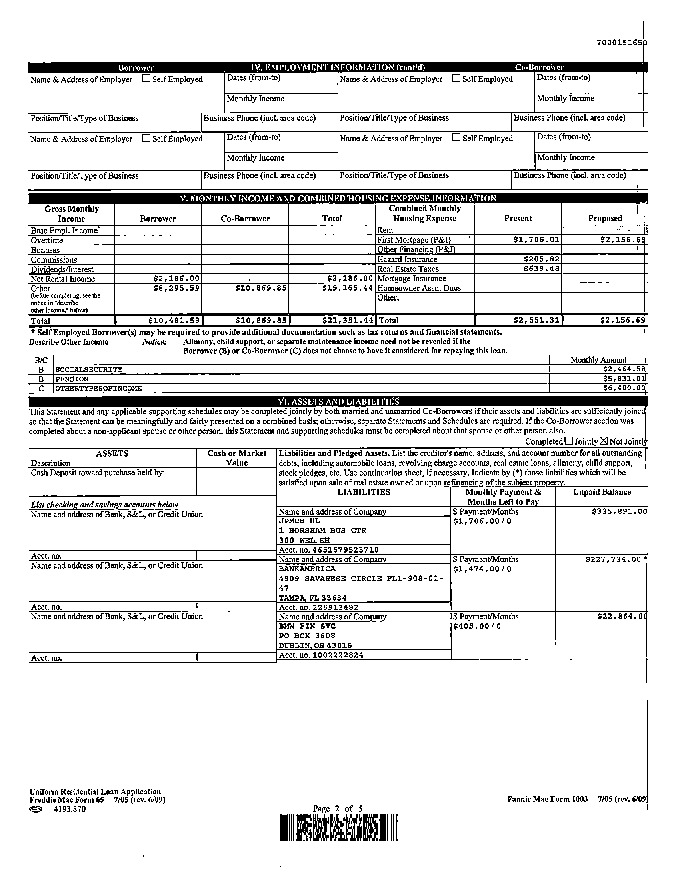 7000151650
Borrower IV. EMPLOYMENT INFORMATION (cont'd) Co-Borrower
Name & Address of Employer ☐ Self Employed Dates (from-to) Name & Address of Employer ☐ Self Employed Dates (from-to)
Monthly Income Monthly Income
Position/Title/Type of Business Business Phone (incl. area code) Position/Title/Type of Business Business Phone (incl. area code)
Name & Address of Employer ☐ Self Employed Dates (from-to) Name & Address of Employer ☐ Self Employed Dates (from-to)
Monthly Income Monthly Income
Position/Title/Type of Business Business Phone (incl. area code) Position/Title/Type of Business Business Phone (incl. area code)
V. MONTHLY INCOME AND COMBINED HOUSING EXPENSE INFORMATION
Gross Monthly Income Borrower Co-Borrower Total Combined Monthly Housing Expense Present Proposed
Base Empl. Income* Rent
Overtime First Mortgage (P&I) $1,706.01 $2,156.69
Bonuses Other Financing (P&I)
Commissions Hazard Insurance $205.82
Dividends/Interest Real Estate Taxes $639.48
Net Rental Income $2,186.00 Mortgage Insurance
Other $10,869.85 $19,165.44 Homeowner Assn. Dues
(before completing, see the notice in "describe other income," below) Other:
Total $10,481.59 $10,869.85 $21,351.44 Total $2,551.31 $2,156.69
* Self Employed Borrower(s) may be required to provide additional documentation such as tax returns and financial statements.
Describe Other Income Notice: Alimony, child support, or separate maintenance income need not be revealed if the
Borrower (B) or Co-Borrower (C) does not choose to have it considered for repaying this loan.
B/C Monthly Amount
B SOCIALSECURITY $2,464.58
B PENSION $5,831.01
C OTHERTYPESOFINCOME
VI. ASSETS AND LIABILITIES
This Statement and any applicable supporting schedules may be completed jointly by both married and unmarried Co-Borrowers if their assets and liabilities are sufficiently joined
so that the Statement can be meaningfully and fairly presented on a combined basis; otherwise, separate Statements and Schedules are required. If the Co-Borrower section was
completed about a non-applicant spouse or other person, this Statement and supporting schedules must be completed about that spouse or other person also.
Completed ☐ Jointly ☒ Not Jointly
ASSETS Cash or Market Value
Description
Cash Deposit toward purchase held by
Liabilities and Pledged Assets. List the creditor's name, address, and account number for all outstanding
debts, including automobile loans, revolving charge accounts, real estate loans, alimony, child support,
stock pledges, etc. Use continuation sheet, if necessary. Indicate by (*) those liabilities which will be
satisfied upon sale of real estate owned or upon refinancing of the subject property.
LIABILITIES Monthly Payment & Months Left to Pay Unpaid Balance
List checking and savings accounts below
Name and address of Bank, S&L, or Credit Union
Name and address of Company $ Payment/Months $335,891.00
$1,706.00/0
1 HORSHAM BUS CTR
300 WELSH
Acct. no. Acct. no. 4651979523710
Name and address of Bank, S&L, or Credit Union
Name and address of Company $ Payment/Months $227,734.00 *
BANKAMERICA $1,474.00/0
4909 SAVARESE CIRCLE FL1-908-01-
47
TAMPA, FL 33634
Acct. no. Acct. no. 229913492
Name and address of Bank, S&L, or Credit Union
Name and address of Company $ Payment/Months $22,864.00
BMW FIN SVC $409.00/0
PO BOX 3608
DUBLIN, OH 43016
Acct. no. Acct. no. 1002222824
Uniform Residential Loan Application
Freddie Mac Form 65 7/05 (rev. 6/09) Fannie Mae Form 1003 7/05 (rev. 6/09)
Page 2 of 5